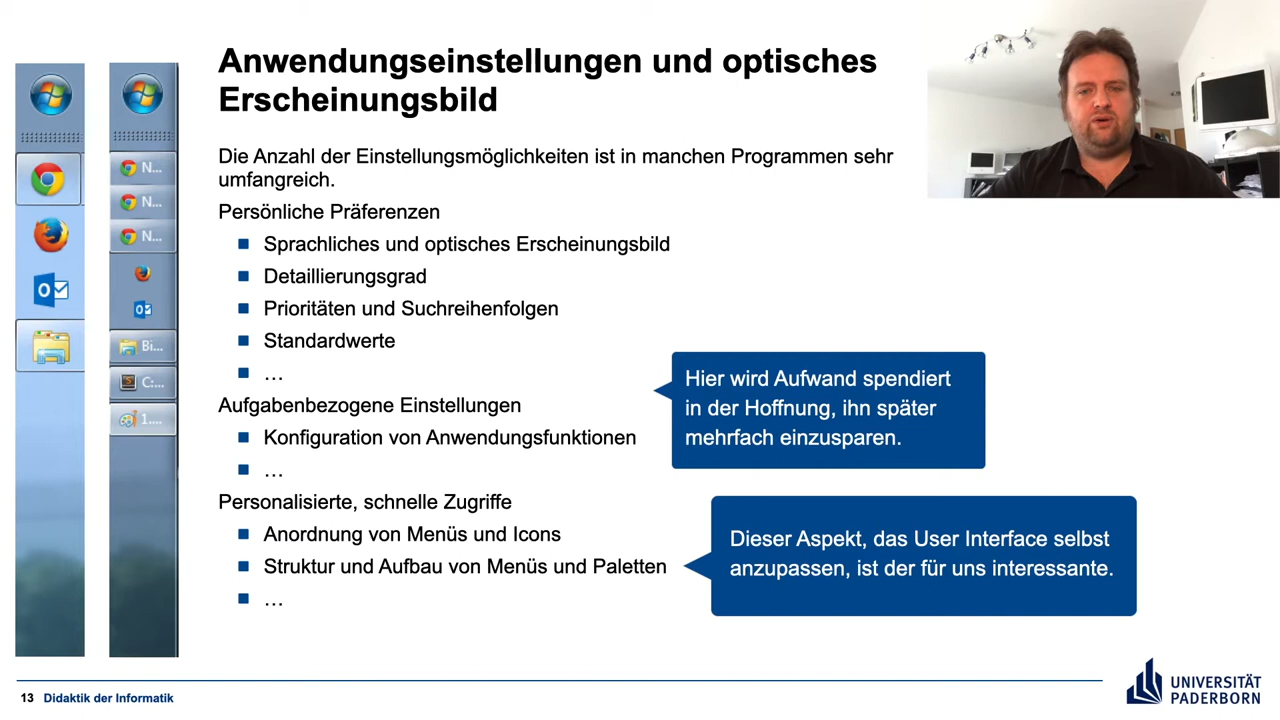 Anwendungseinstellungen und optisches
Erscheinungsbild
Die Anzahl der Einstellungsmöglichkeiten ist in manchen Programmen sehr
umfangreich.
Persönliche Präferenzen
Sprachliches und optisches Erscheinungsbild
Detaillierungsgrad
Prioritäten und Suchreihenfolgen
Standardwerte
…
Aufgabenbezogene Einstellungen
Konfiguration von Anwendungsfunktionen
…
Personalisierte, schnelle Zugriffe
Anordnung von Menüs und Icons
Struktur und Aufbau von Menüs und Paletten
…
Hier wird Aufwand spendiert
in der Hoffnung, ihn später
mehrfach einzusparen.
Dieser Aspekt, das User Interface selbst
anzupassen, ist der für uns interessante.
N...
N...
N...
Bi...
C:...
1....
13 Didaktik der Informatik
UNIVERSITÄT
PADERBORN